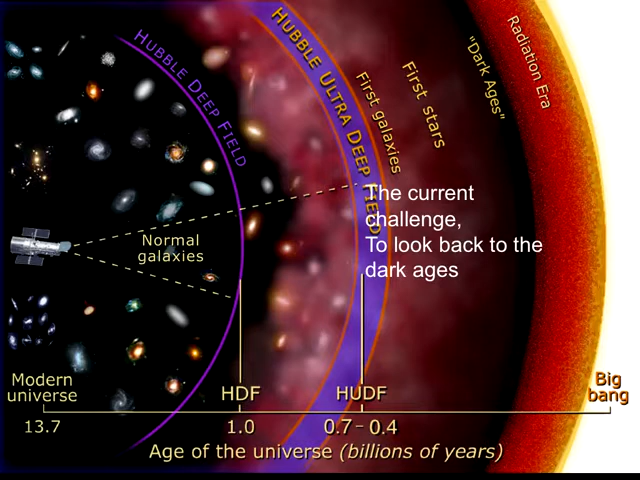 HUBBLE DEEP FIELD
HUBBLE ULTRA DEEP FIELD
First galaxies
First stars
"Dark Ages"
Radiation Era
The current
challenge,
To look back to the
dark ages
Normal
galaxies
Modern
universe
HDF
HUDF
Big
bang
13.7
1.0
0.7 - 0.4
Age of the universe (billions of years)